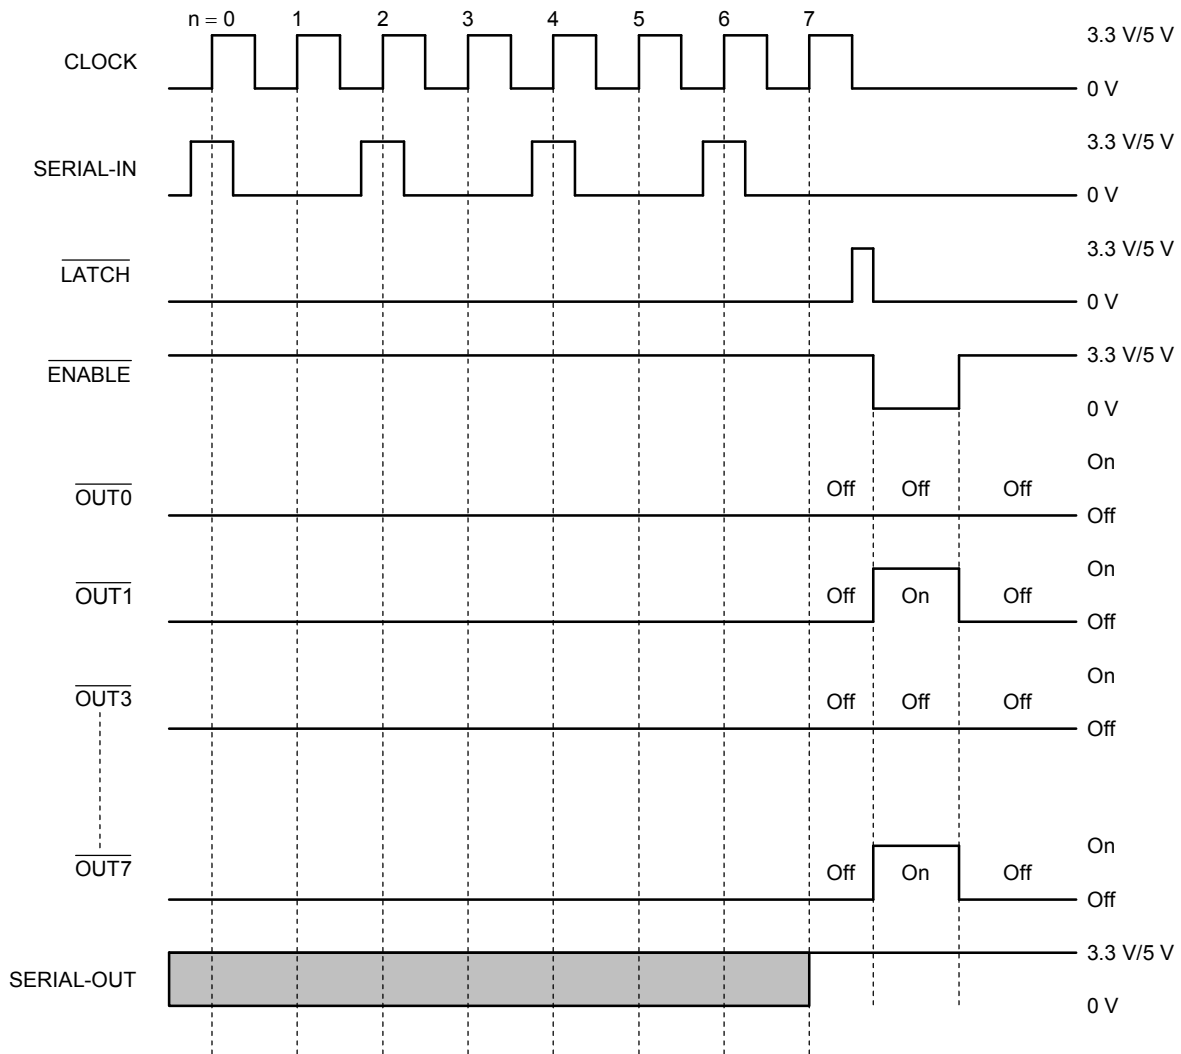 n = 0 1 2 3 4 5 6 7
3.3 V/5 V
CLOCK
0 V
3.3 V/5 V
SERIAL-IN
0 V
3.3 V/5 V
LATCH
0 V
3.3 V/5 V
ENABLE
0 V
On
OUT0 Off Off Off
Off
On
OUT1 Off On Off
Off
On
OUT3 Off Off Off
Off
On
OUT7 Off On Off
Off
3.3 V/5 V
SERIAL-OUT
0 V